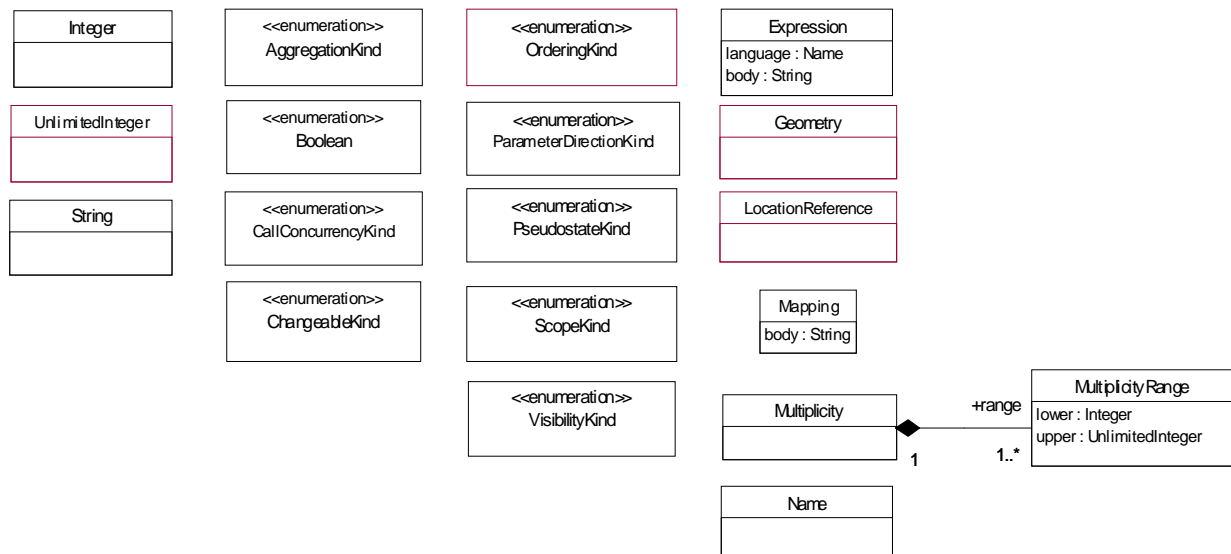 Integer
UnlimitedInteger
String
<<enumeration>>
AggregationKind
<<enumeration>>
Boolean
<<enumeration>>
CallConcurrencyKind
<<enumeration>>
ChangeableKind
<<enumeration>>
OrderingKind
<<enumeration>>
ParameterDirectionKind
<<enumeration>>
PseudostateKind
<<enumeration>>
ScopeKind
<<enumeration>>
VisibilityKind
Expression
language : Name
body : String
Geometry
LocationReference
Mapping
body : String
Multiplicity
1
+range
1..*
MultiplicityRange
lower : Integer
upper : UnlimitedInteger
Name